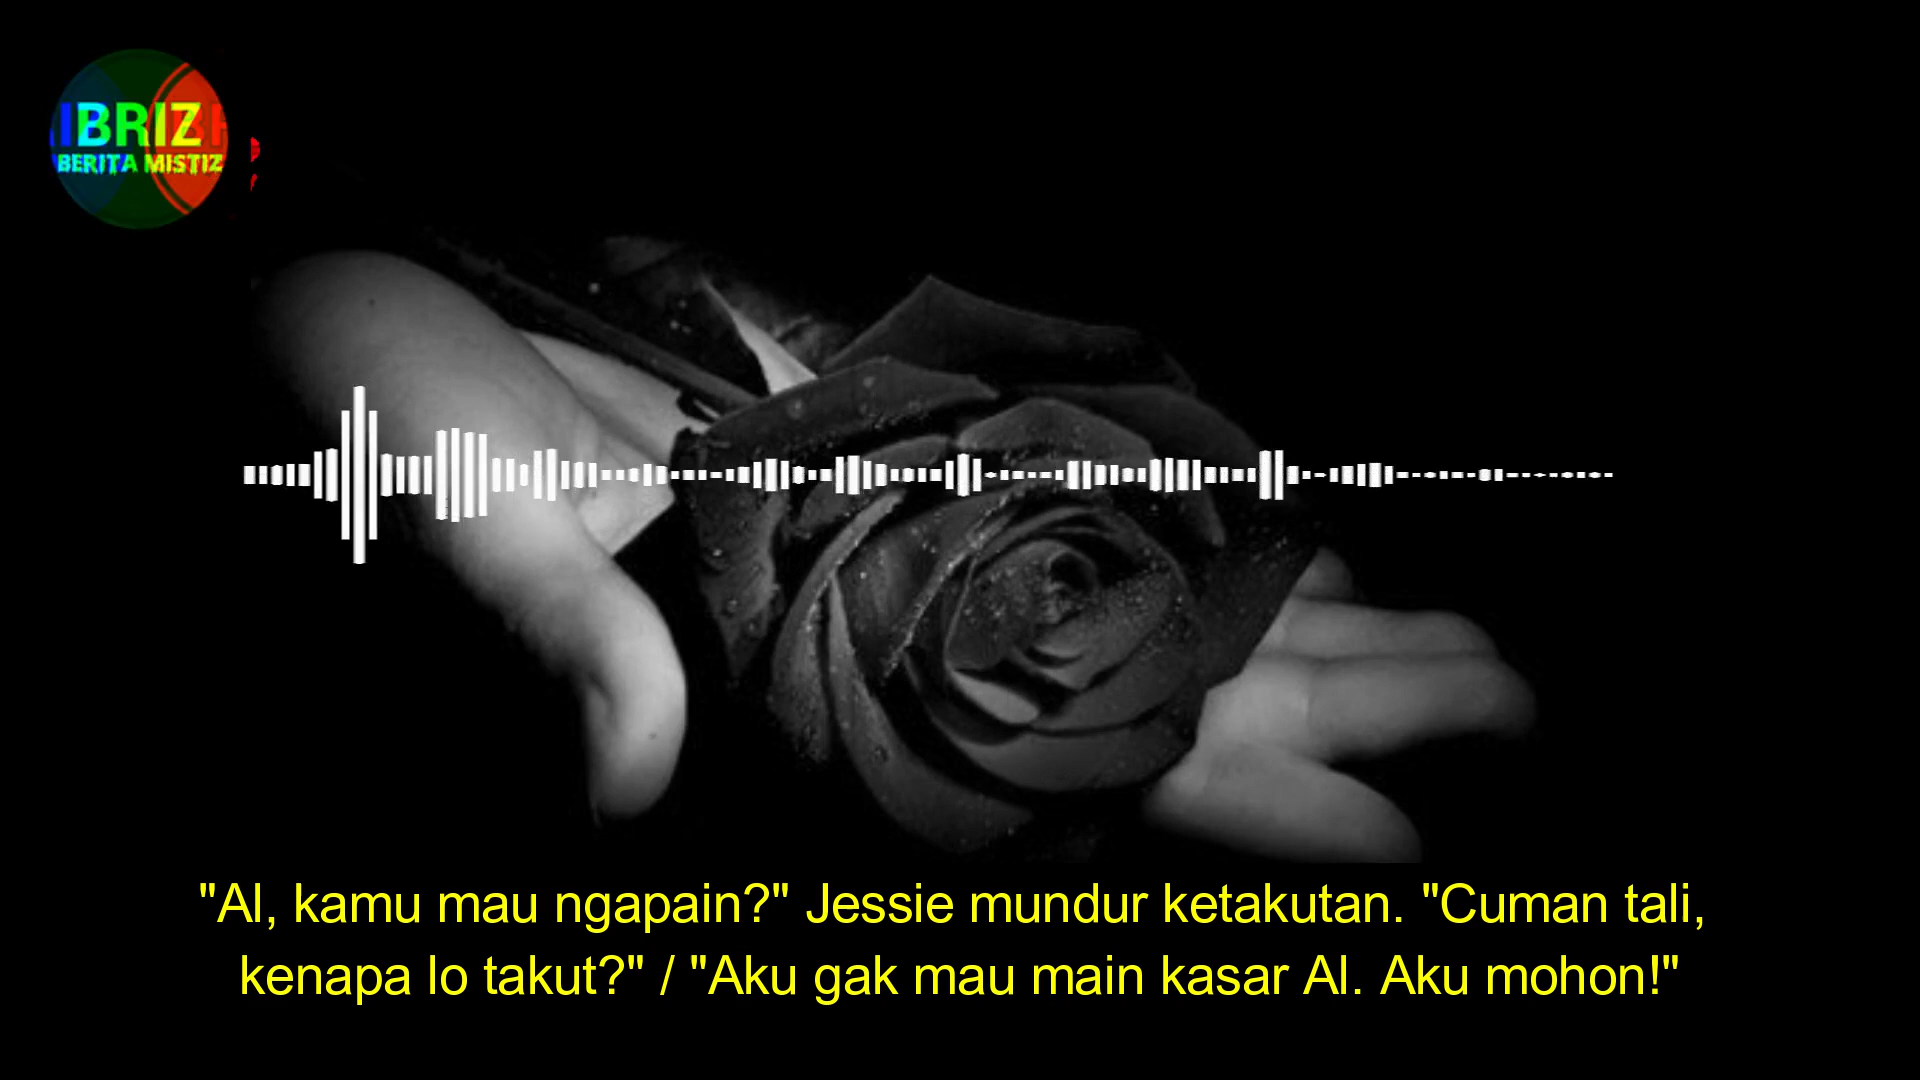 IBRIZ
BERITA MISTIZ
"Al, kamu mau ngapain?" Jessie mundur ketakutan. "Cuman tali,
kenapa lo takut?" / "Aku gak mau main kasar Al. Aku mohon!"